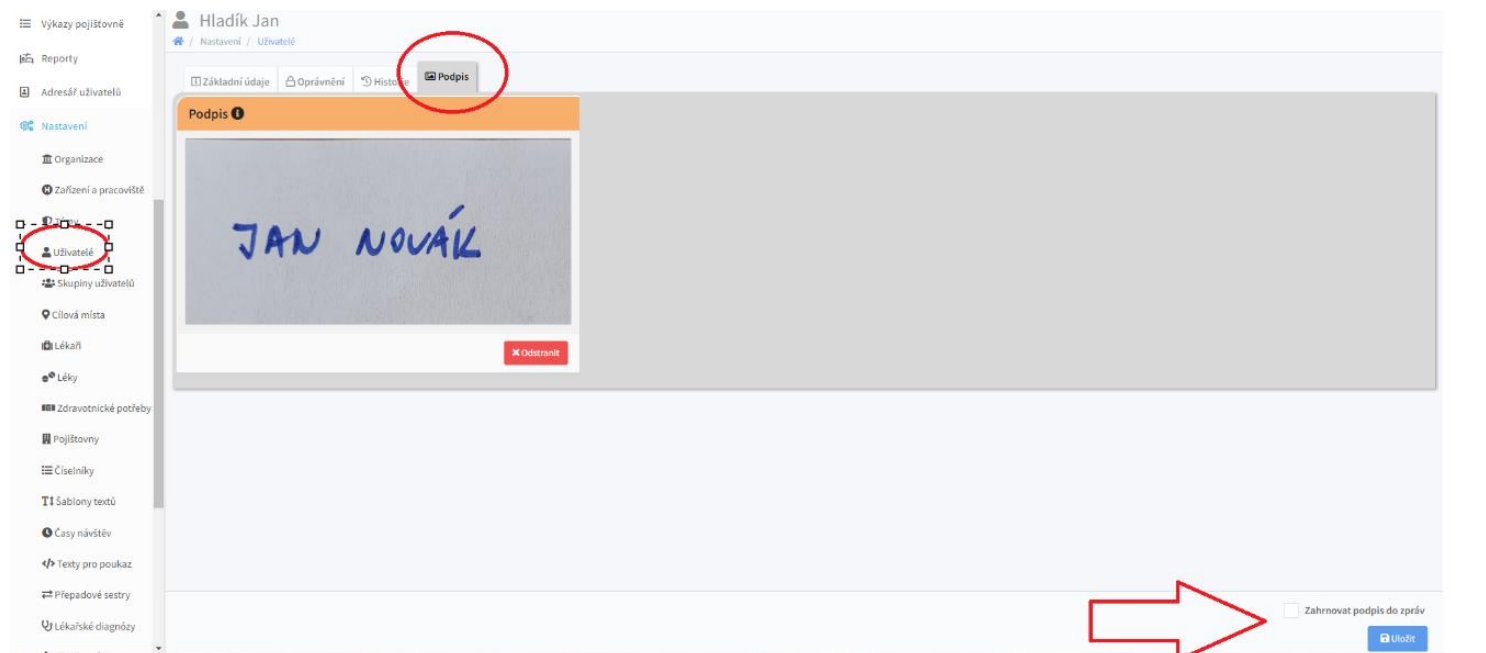 Výkazy pojišťovně
Reporty
Adresář uživatelů
Nastavení
Organizace
Zařízení a pracoviště
Uživatelé
Skupiny uživatelů
Cílová místa
Lékaři
Léky
Zdravotnické potřeby
Pojištovny
Číselníky
Šablony textů
Časy návštěv
Texty pro poukaz
Přepadové sestry
Lékařské diagnózy
Hladík Jan
/ Nastavení / Uživatelé
Základní údaje Oprávnění Historie Podpis
Podpis
JAN NOVÁK
Odstranit
Zahrnovat podpis do zpráv
Uložit